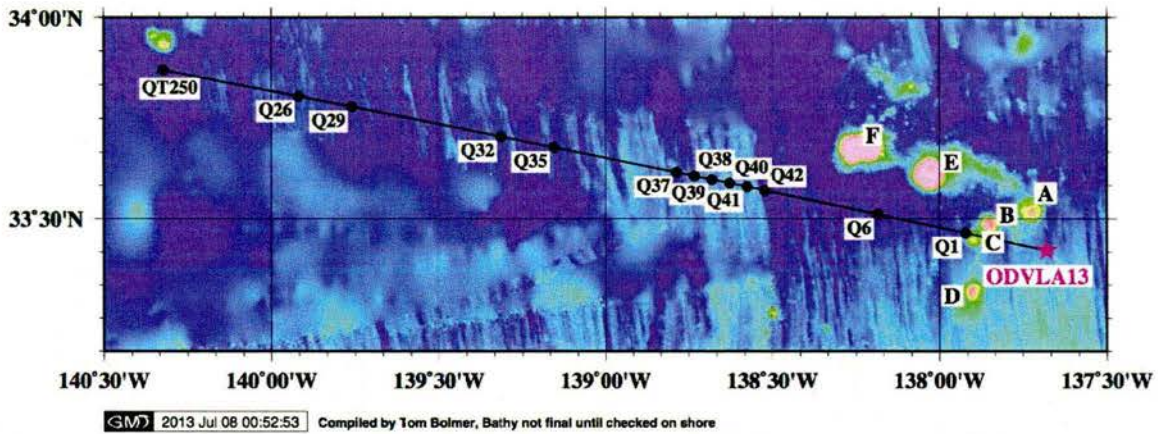 34°00'N
QT250
Q26
Q29
Q32
Q35
Q37
Q39
Q38
Q41
Q40
Q42
F
E
A
B
33°30'N
Q6
Q1
C
ODVLA13
D
140°30'W 140°00'W 139°30'W 139°00'W 138°30'W 138°00'W 137°30'W
GMD 2013 Jul 08 00:52:53 Compiled by Tom Bolmer, Bathy not final until checked on shore